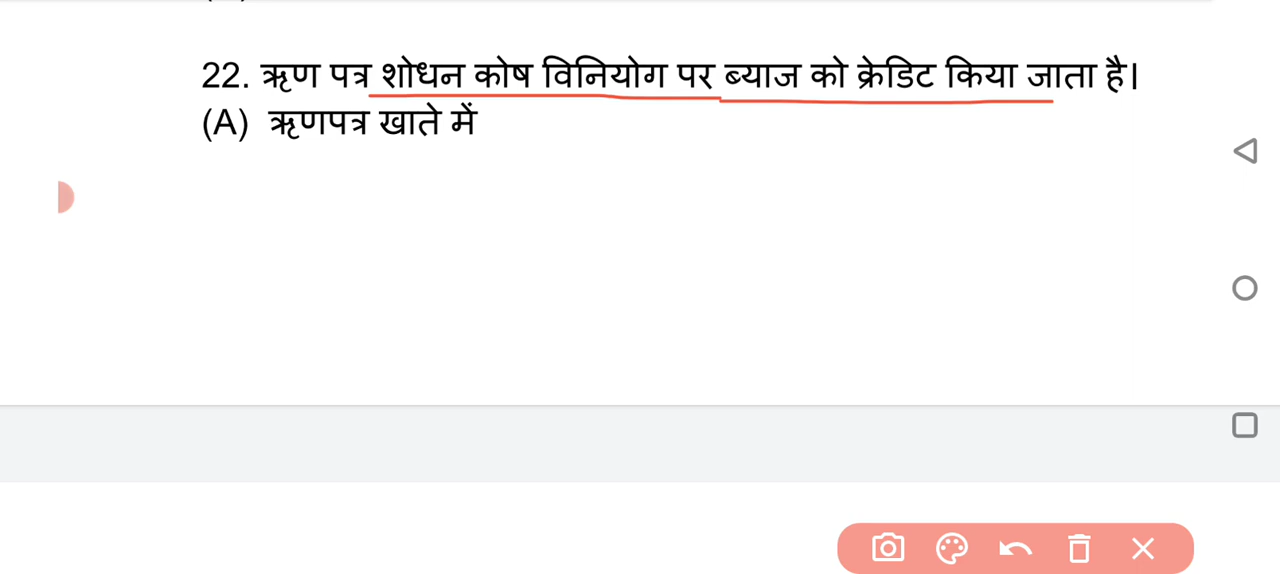 22. ऋण पत्र शोधन कोष विनियोग पर ब्याज को क्रेडिट किया जाता है।
(A) ऋणपत्र खाते में